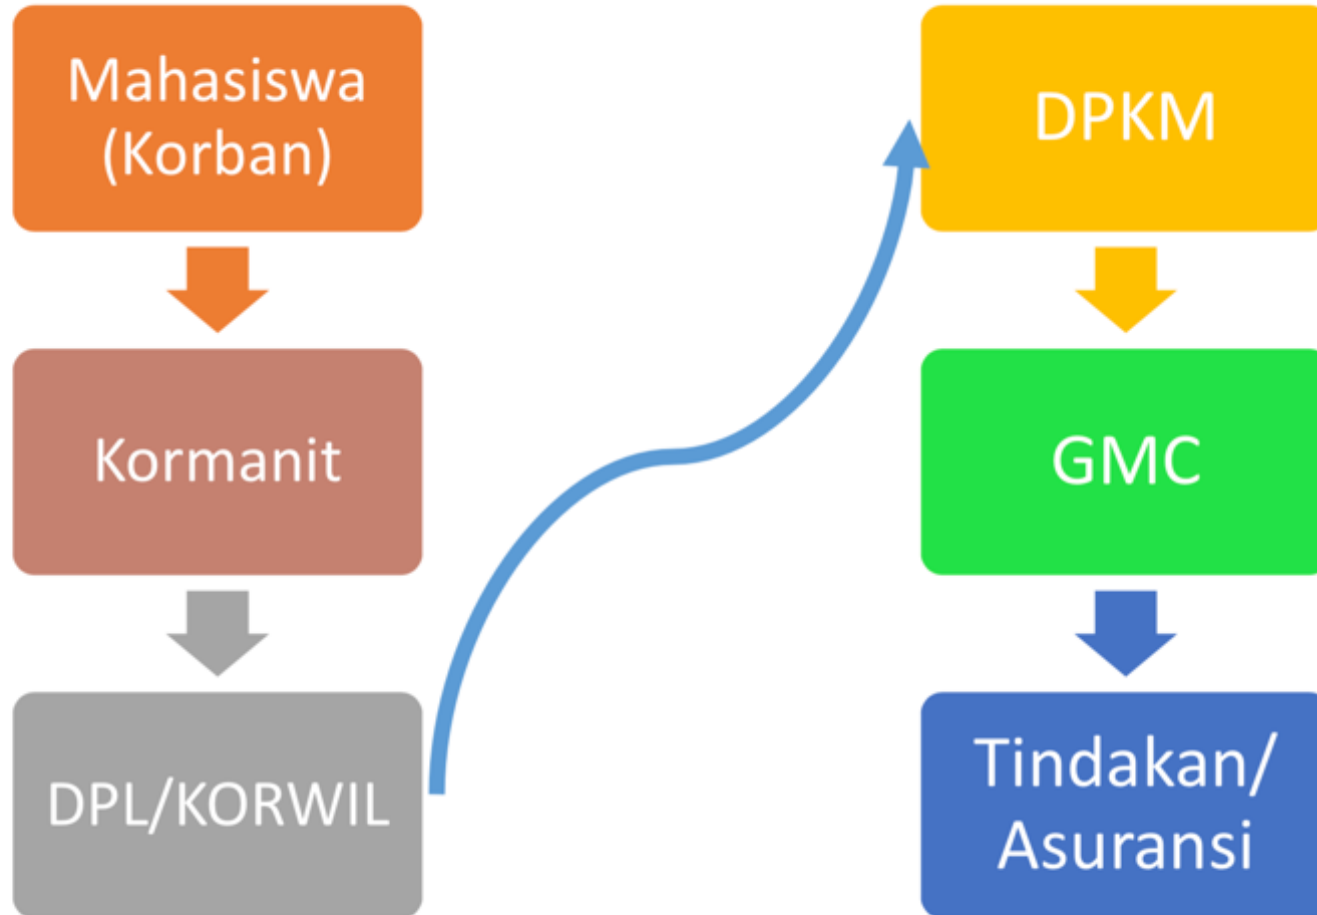 Mahasiswa
(Korban)
Kormanit
DPL/KORWIL
DPKM
GMC
Tindakan/
Asuransi